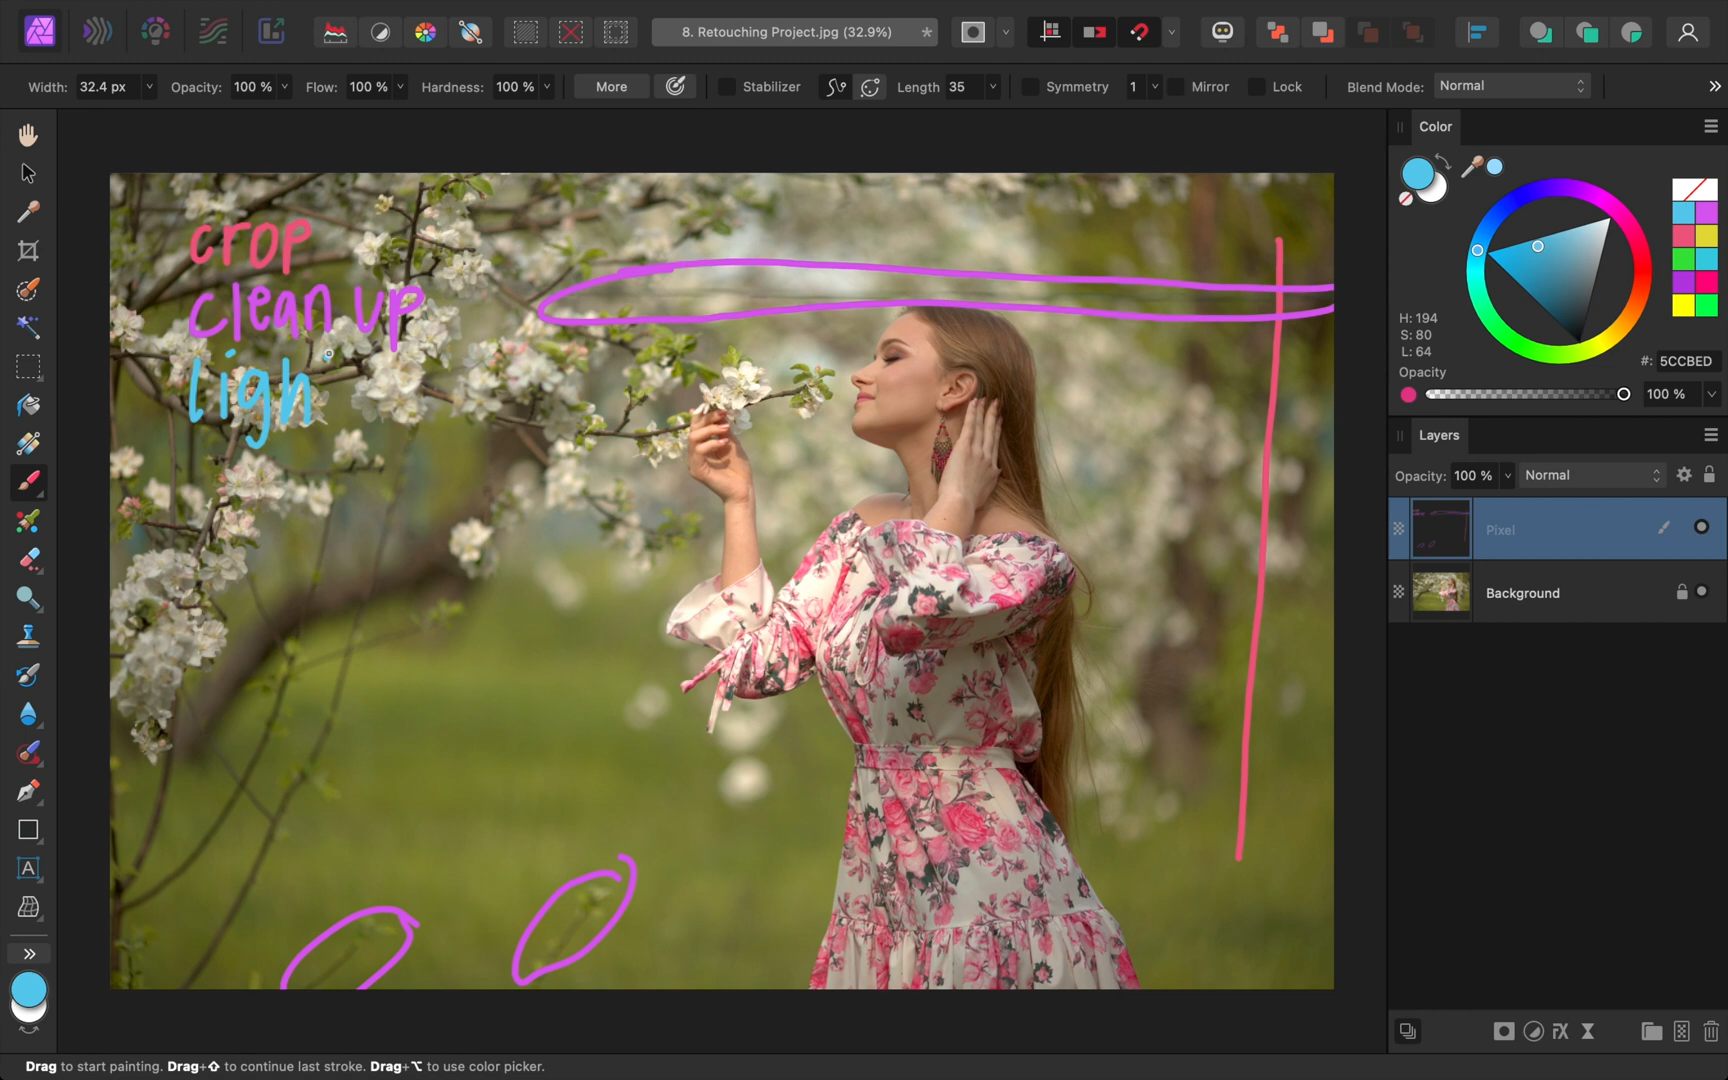 8. Retouching Project.jpg (32.9%) *
Width: 32.4 px Opacity: 100 % Flow: 100 % Hardness: 100 % More Stabilizer Length 35 Symmetry 1 Mirror Lock Blend Mode: Normal
Color
H: 194
S: 80
L: 64
#: 5CCBED
Opacity
100 %
Layers
Opacity: 100 % Normal
Pixel
Background
FX
A
crop
clean up
ligh
Drag to start painting. Drag+⇧ to continue last stroke. Drag+⌥ to use color picker.